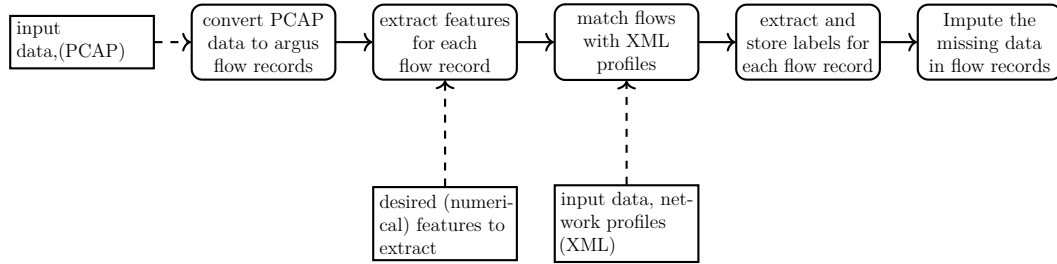 input
data,(PCAP)
convert PCAP
data to argus
flow records
extract features
for each
flow record
match flows
with XML
profiles
extract and
store labels for
each flow record
Impute the
missing data
in flow records
desired (numeri-
cal) features to
extract
input data, net-
work profiles
(XML)